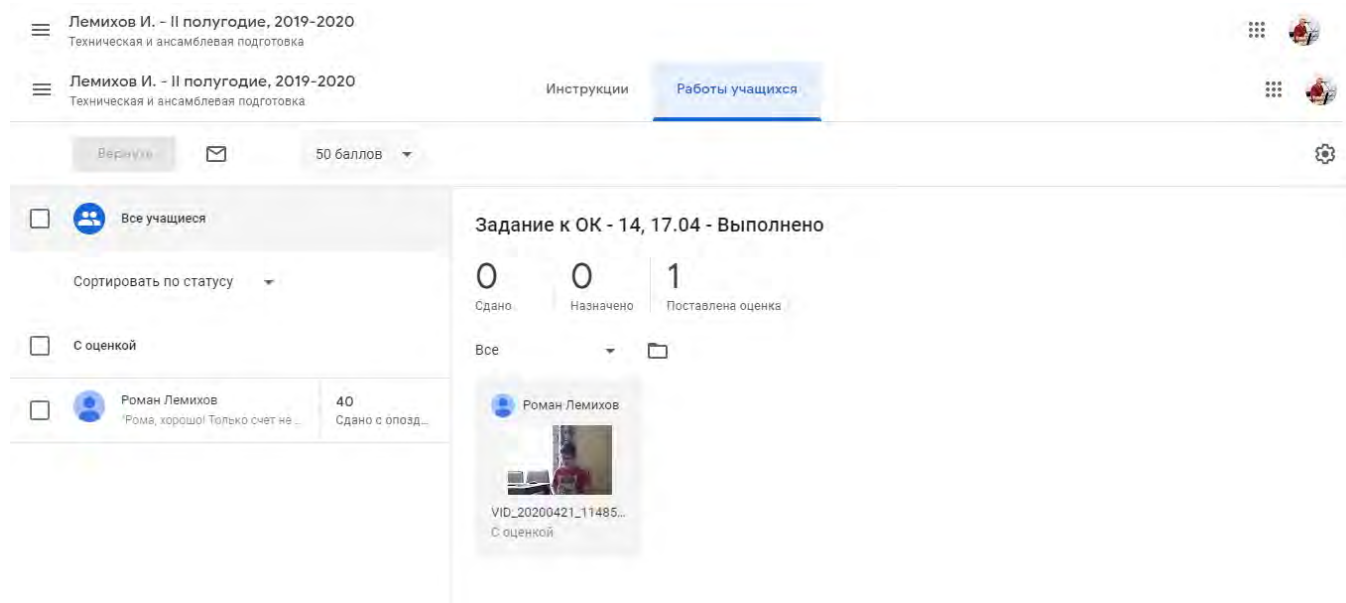 Лемихов И. - II полугодие, 2019-2020
Техническая и ансамблевая подготовка
Лемихов И. - II полугодие, 2019-2020
Техническая и ансамблевая подготовка
Инструкции
Работы учащихся
Вернуть
50 баллов
Все учащиеся
Сортировать по статусу
С оценкой
Роман Лемихов
"Рома, хорошо! Только счет не ...
40
Сдано с опозд...
Задание к ОК - 14, 17.04 - Выполнено
0
Сдано
0
Назначено
1
Поставлена оценка
Все
Роман Лемихов
VID_20200421_11485...
С оценкой